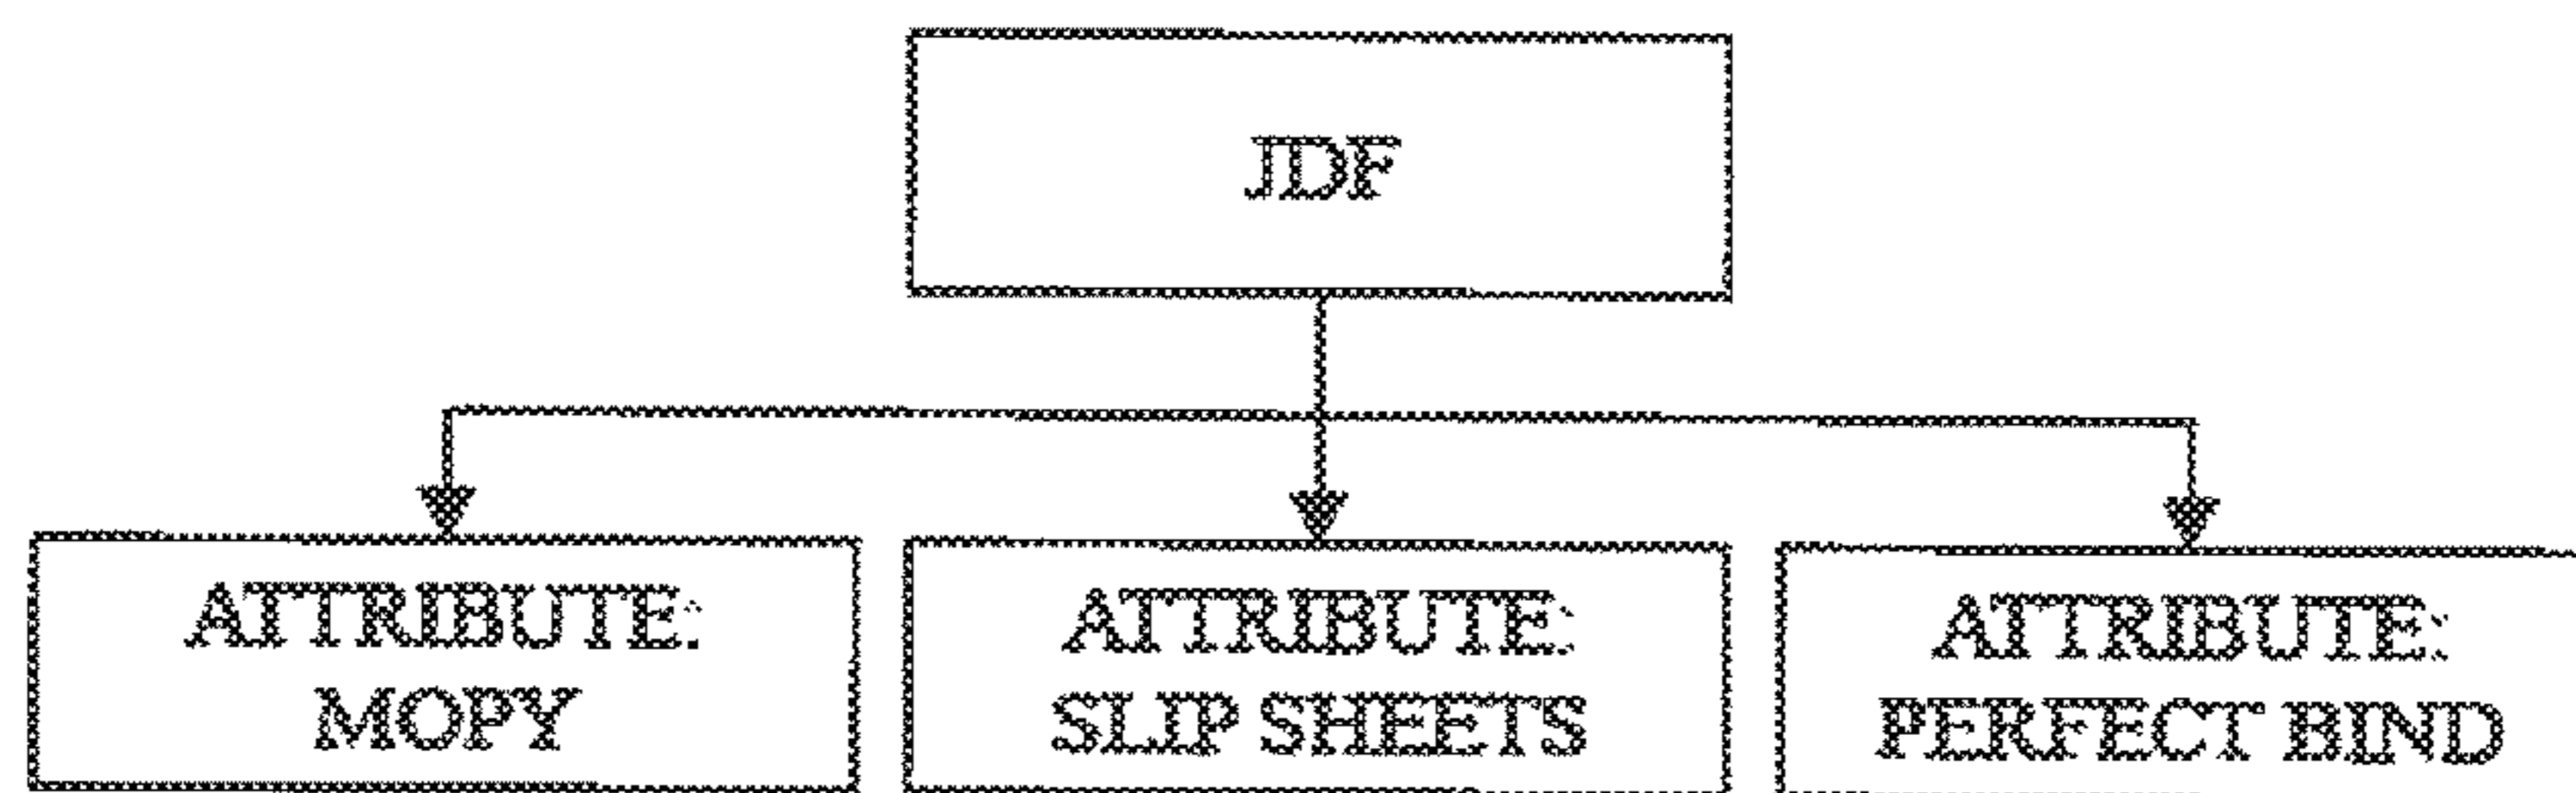 JDF
ATTRIBUTE:
MOPY
ATTRIBUTE:
SLIP SHEETS
ATTRIBUTE:
PERFECT BIND